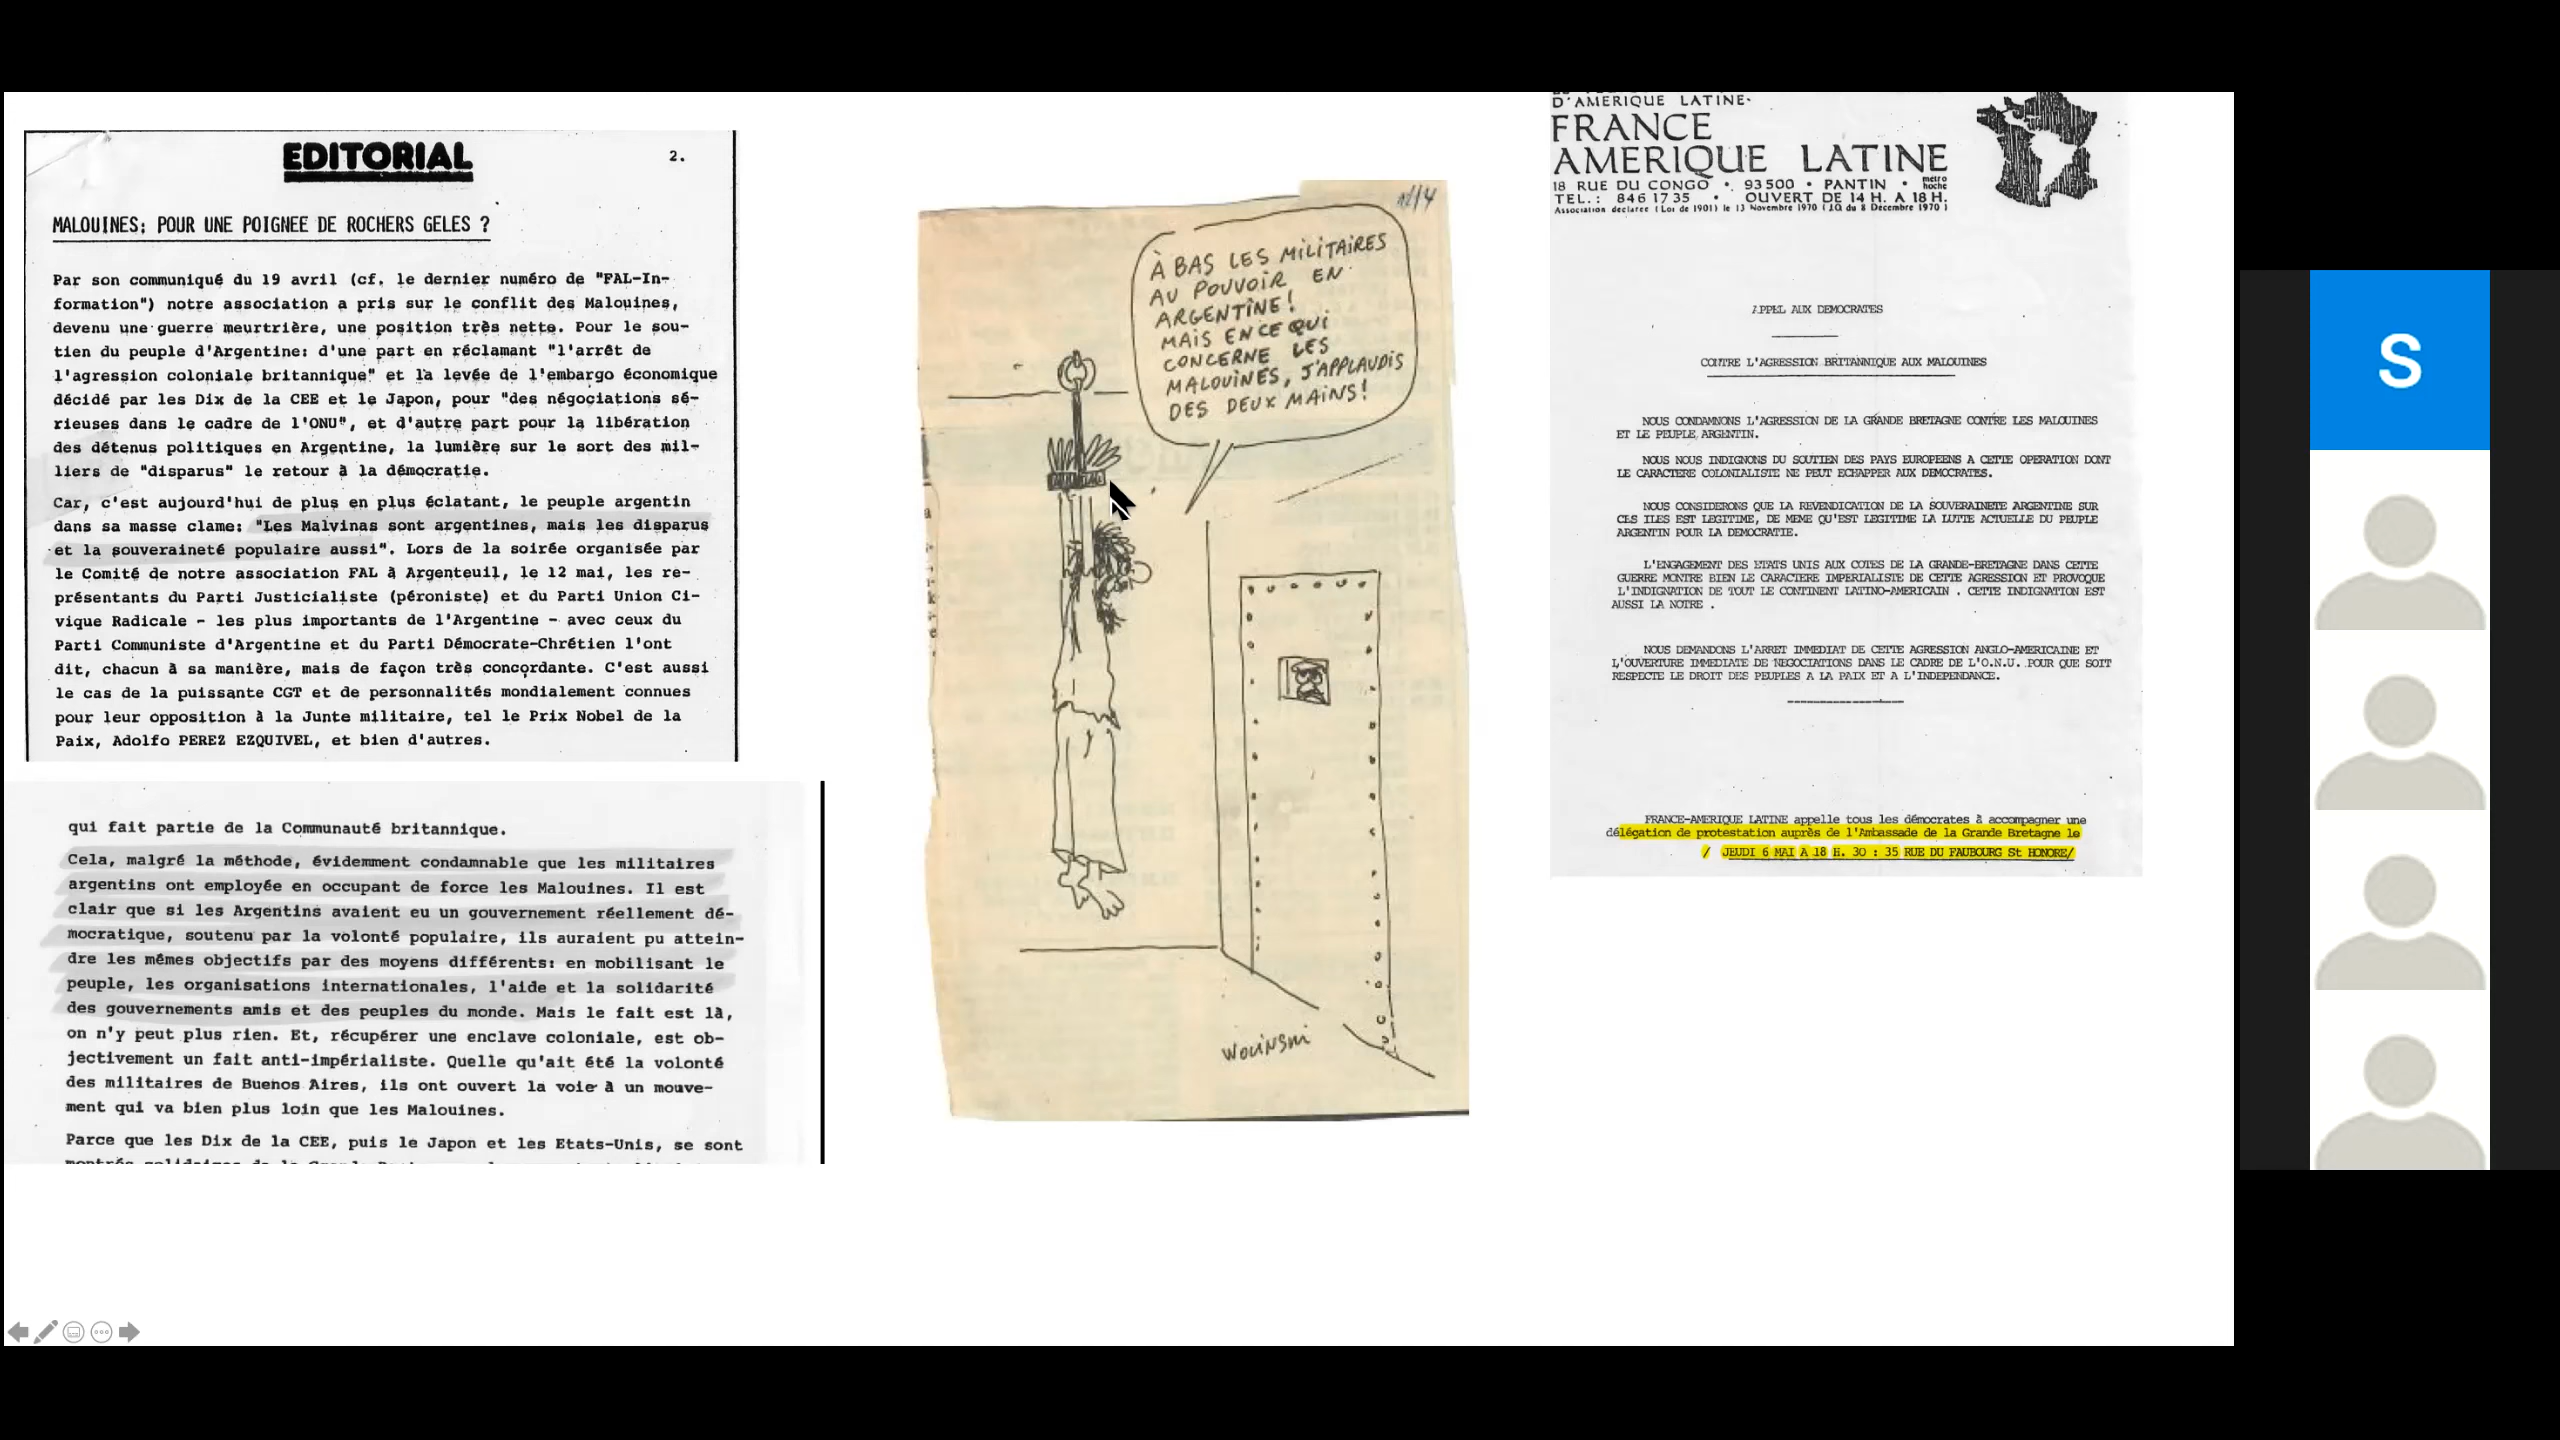 EDITORIAL
2.
MALOUINES: POUR UNE POIGNEE DE ROCHERS GELES ?
Par son communiqué du 19 avril (cf. le dernier numéro de "FAL-In-
formation") notre association a pris sur le conflit des Malouines,
devenu une guerre meurtrière, une position très nette. Pour le sou-
tien du peuple d'Argentine: d'une part en réclamant "l'arrêt de
l'agression coloniale britannique" et la levée de l'embargo économique
décidé par les Dix de la CEE et le Japon, pour "des négociations sé-
rieuses dans le cadre de l'ONU", et d'autre part pour la libération
des détenus politiques en Argentine, la lumière sur le sort des mil-
liers de "disparus" le retour à la démocratie.
Car, c'est aujourd'hui de plus en plus éclatant, le peuple argentin
dans sa masse clame: "Les Malvinas sont argentines, mais les disparus
et la souveraineté populaire aussi". Lors de la soirée organisée par
le Comité de notre association FAL à Argenteuil, le 12 mai, les re-
présentants du Parti Justicialiste (péroniste) et du Parti Union Ci-
vique Radicale - les plus importants de l'Argentine - avec ceux du
Parti Communiste d'Argentine et du Parti Démocrate-Chrétien l'ont
dit, chacun à sa manière, mais de façon très concordante. C'est aussi
le cas de la puissante CGT et de personnalités mondialement connues
pour leur opposition à la Junte militaire, tel le Prix Nobel de la
Paix, Adolfo PEREZ EZQUIVEL, et bien d'autres.
qui fait partie de la Communauté britannique.
Cela, malgré la méthode, évidemment condamnable que les militaires
argentins ont employée en occupant de force les Malouines. Il est
clair que si les Argentins avaient eu un gouvernement réellement dé-
mocratique, soutenu par la volonté populaire, ils auraient pu attein-
dre les mêmes objectifs par des moyens différents: en mobilisant le
peuple, les organisations internationales, l'aide et la solidarité
des gouvernements amis et des peuples du monde. Mais le fait est là,
on n'y peut plus rien. Et, récupérer une enclave coloniale, est ob-
jectivement un fait anti-impérialiste. Quelle qu'ait été la volonté
des militaires de Buenos Aires, ils ont ouvert la voie à un mouve-
ment qui va bien plus loin que les Malouines.
Parce que les Dix de la CEE, puis le Japon et les Etats-Unis, se sont
À BAS LES MILITAIRES
AU POUVOIR EN
ARGENTINE!
MAIS EN CE QUI
CONCERNE LES
MALOUINES, J'APPLAUDIS
DES DEUX MAINS!
WOLINSKI
D'AMERIQUE LATINE·
FRANCE
AMERIQUE LATINE
18 RUE DU CONGO • 93500 • PANTIN • métro hoche
TEL.: 846 17 35 • OUVERT DE 14 H. A 18 H.
Association déclarée (Loi de 1901) le 13 Novembre 1970 (J.O. du 8 Décembre 1970)
APPEL AUX DEMOCRATES
CONTRE L'AGRESSION BRITANNIQUE AUX MALOUINES
NOUS CONDAMNONS L'AGRESSION DE LA GRANDE BRETAGNE CONTRE LES MALOUINES
ET LE PEUPLE ARGENTIN.
NOUS NOUS INDIGNONS DU SOUTIEN DES PAYS EUROPEENS A CETTE OPERATION DONT
LE CARACTERE COLONIALISTE NE PEUT ECHAPPER AUX DEMOCRATES.
NOUS CONSIDERONS QUE LA REVENDICATION DE LA SOUVERAINETE ARGENTINE SUR
CES ILES EST LEGITIME, DE MEME QU'EST LEGITIME LA LUTTE ACTUELLE DU PEUPLE
ARGENTIN POUR LA DEMOCRATIE.
L'ENGAGEMENT DES ETATS UNIS AUX COTES DE LA GRANDE-BRETAGNE DANS CETTE
GUERRE MONTRE BIEN LE CARACTERE IMPERIALISTE DE CETTE AGRESSION ET PROVOQUE
L'INDIGNATION DE TOUT LE CONTINENT LATINO-AMERICAIN . CETTE INDIGNATION EST
AUSSI LA NOTRE .
NOUS DEMANDONS L'ARRET IMMEDIAT DE CETTE AGRESSION ANGLO-AMERICAINE ET
L'OUVERTURE IMMEDIATE DE NEGOCIATIONS DANS LE CADRE DE L'O.N.U. POUR QUE SOIT
RESPECTE LE DROIT DES PEUPLES A LA PAIX ET A L'INDEPENDANCE.
FRANCE-AMERIQUE LATINE appelle tous les démocrates à accompagner une
délégation de protestation auprès de l'Ambassade de la Grande Bretagne le
/ JEUDI 6 MAI A 18 H. 30 : 35 RUE DU FAUBOURG St HONORE/
S